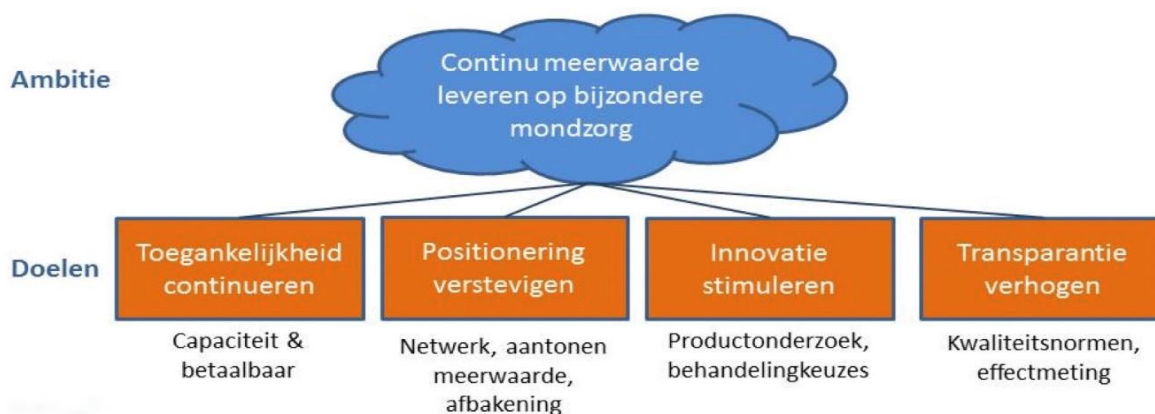 Ambitie
Continu meerwaarde
leveren op bijzondere
mondzorg
Doelen
Toegankelijkheid
continueren
Positionering
verstevigen
Innovatie
stimuleren
Transparantie
verhogen
Capaciteit &
betaalbaar
Netwerk, aantonen
meerwaarde,
afbakening
Productonderzoek,
behandelingkeuzes
Kwaliteitsnormen,
effectmeting